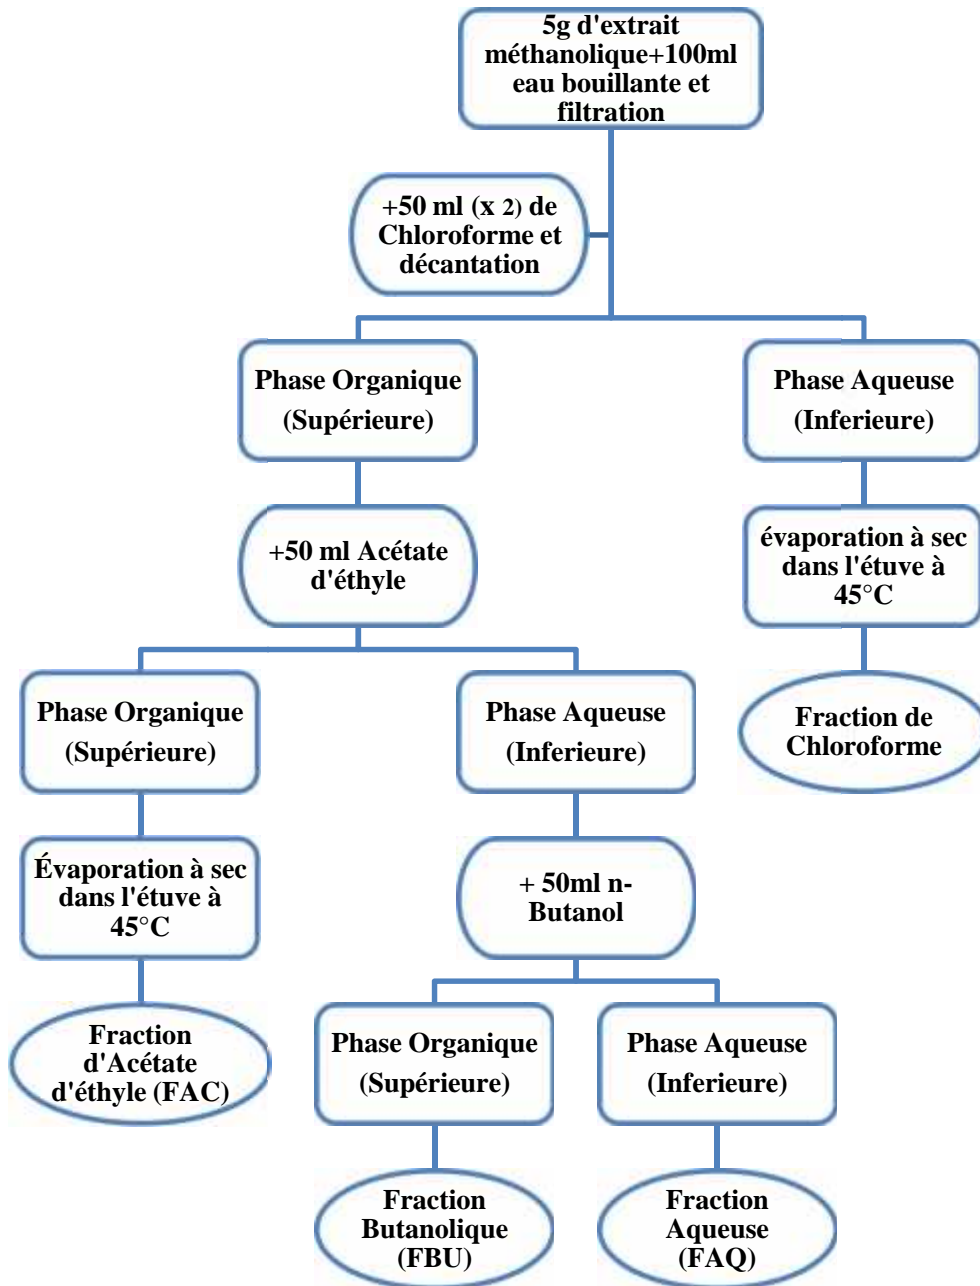 5g d'extrait
méthanolique+100ml
eau bouillante et
filtration
+50 ml (x 2) de
Chloroforme et
décantation
Phase Organique
(Supérieure)
Phase Aqueuse
(Inferieure)
+50 ml Acétate
d'éthyle
évaporation à sec
dans l'étuve à
45°C
Phase Organique
(Supérieure)
Phase Aqueuse
(Inferieure)
Fraction de
Chloroforme
Évaporation à sec
dans l'étuve à
45°C
+ 50ml n-
Butanol
Fraction
d'Acétate
d'éthyle (FAC)
Phase Organique
(Supérieure)
Phase Aqueuse
(Inferieure)
Fraction
Butanolique
(FBU)
Fraction
Aqueuse
(FAQ)